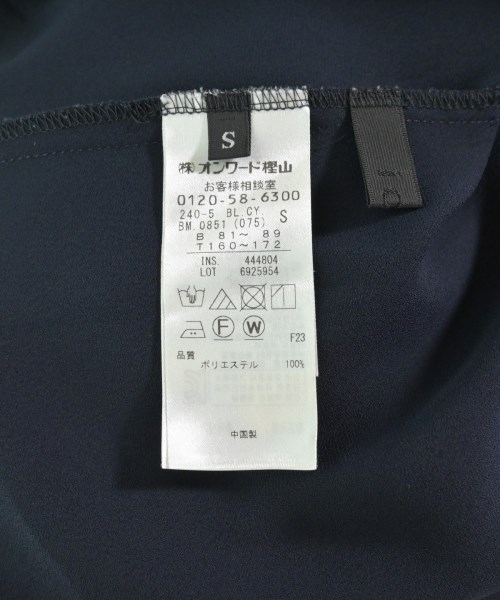 S
㈱オンワード樫山
お客様相談室
0120-58-6300
240-5 BL.CY. S
BM.0851 (075)
B 81～ 89
T160～172
INS. 444804
LOT 6925954
F W
F23
品質
ポリエステル 100%
中国製